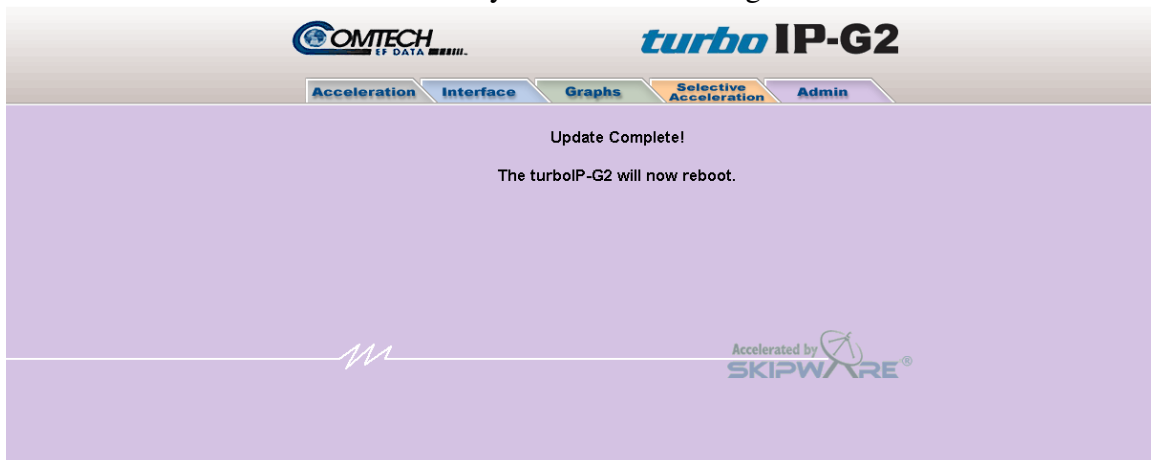 COMTECH
EF DATA
turbo IP-G2
Acceleration
Interface
Graphs
Selective
Acceleration
Admin
Update Complete!
The turboIP-G2 will now reboot.
Accelerated by
SKIPWARE®